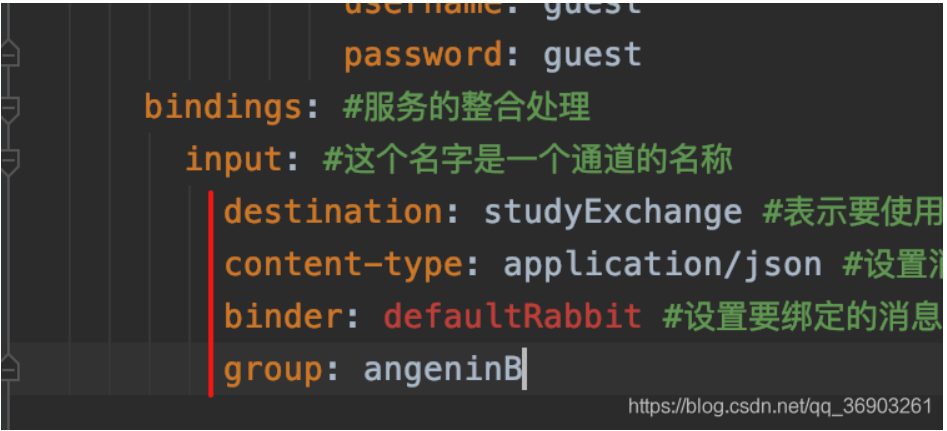 username: guest
password: guest
bindings: #服务的整合处理
input: #这个名字是一个通道的名称
destination: studyExchange #表示要使用
content-type: application/json #设置消
binder: defaultRabbit #设置要绑定的消息
group: angeninB
https://blog.csdn.net/qq_36903261